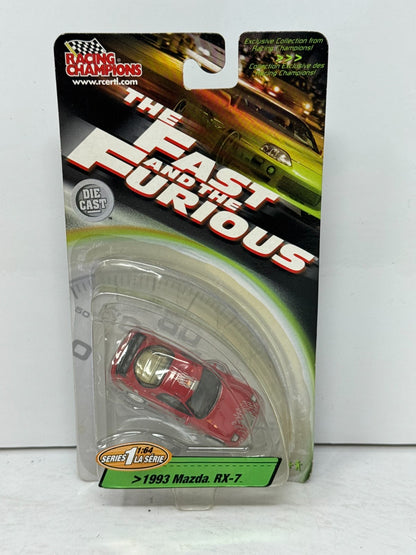 RACING
CHAMPIONS
www.rcertl.com
Exclusive Collection from
Racing Champions!
>>>
Collection Exclusive des
Racing Champions!
THE
FAST
AND THE
FURIOUS
DIE
CAST
SERIES 1 LA SÉRIE
1:64
>1993 Mazda RX-7